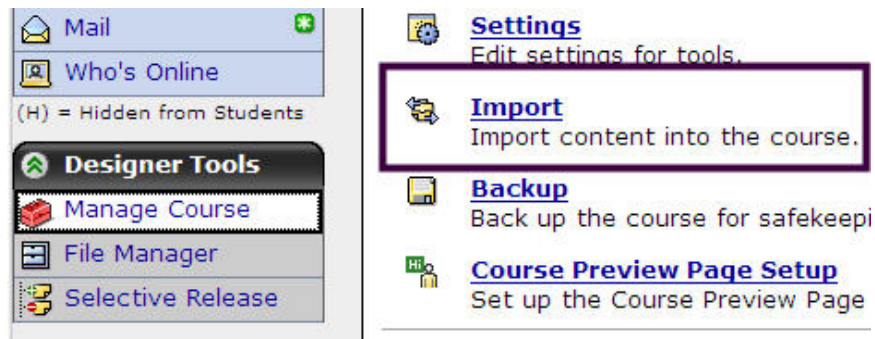 Mail
Who's Online
(H) = Hidden from Students
Designer Tools
Manage Course
File Manager
Selective Release
Settings
Edit settings for tools.
Import
Import content into the course.
Backup
Back up the course for safekeepi
Hi
Course Preview Page Setup
Set up the Course Preview Page